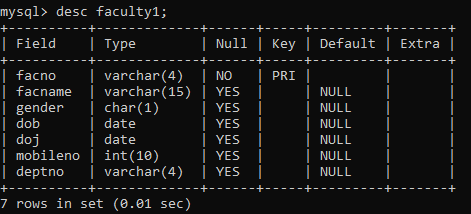 mysql> desc faculty1;
+----------+-------------+------+-----+---------+-------+
| Field    | Type        | Null | Key | Default | Extra |
+----------+-------------+------+-----+---------+-------+
| facno    | varchar(4)  | NO   | PRI |         |       |
| facname  | varchar(15) | YES  |     | NULL    |       |
| gender   | char(1)     | YES  |     | NULL    |       |
| dob      | date        | YES  |     | NULL    |       |
| doj      | date        | YES  |     | NULL    |       |
| mobileno | int(10)     | YES  |     | NULL    |       |
| deptno   | varchar(4)  | YES  |     | NULL    |       |
+----------+-------------+------+-----+---------+-------+
7 rows in set (0.01 sec)